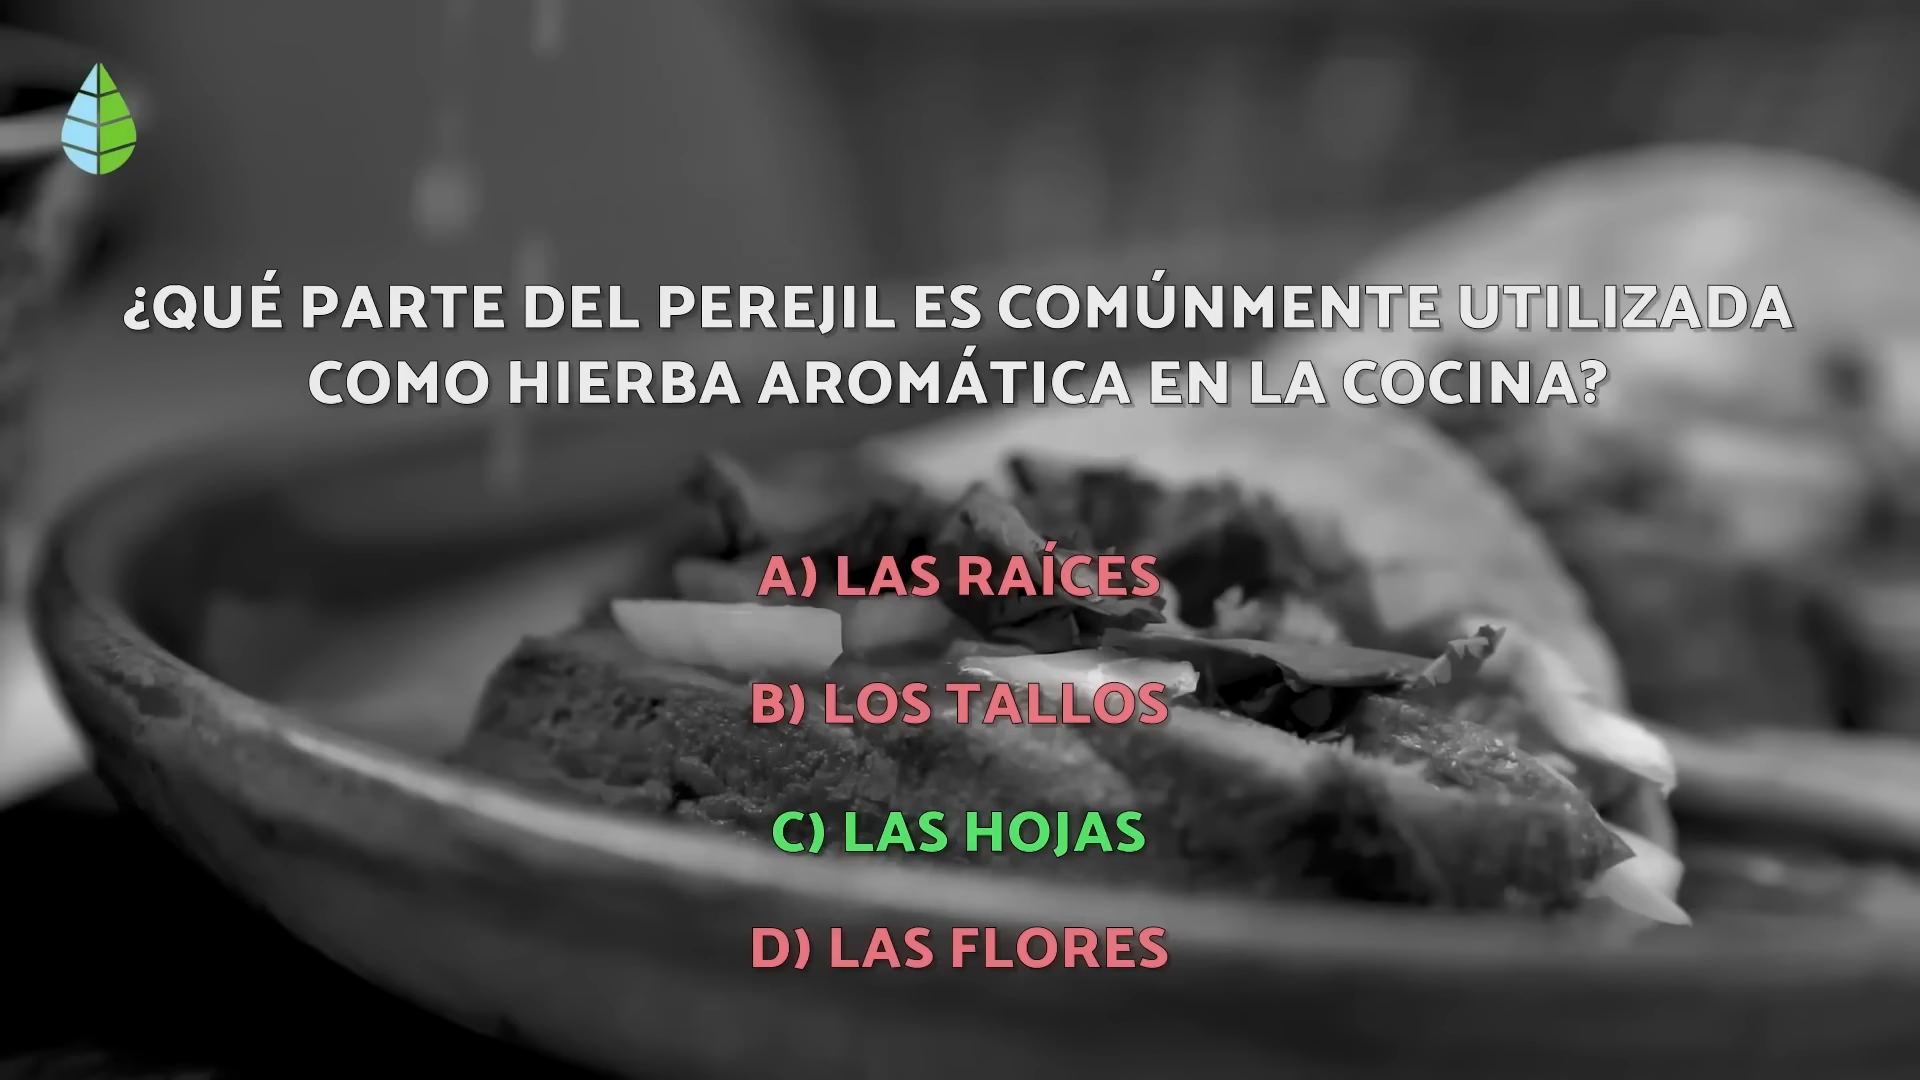 ¿QUÉ PARTE DEL PEREJIL ES COMÚNMENTE UTILIZADA
COMO HIERBA AROMÁTICA EN LA COCINA?
A) LAS RAÍCES
B) LOS TALLOS
C) LAS HOJAS
D) LAS FLORES